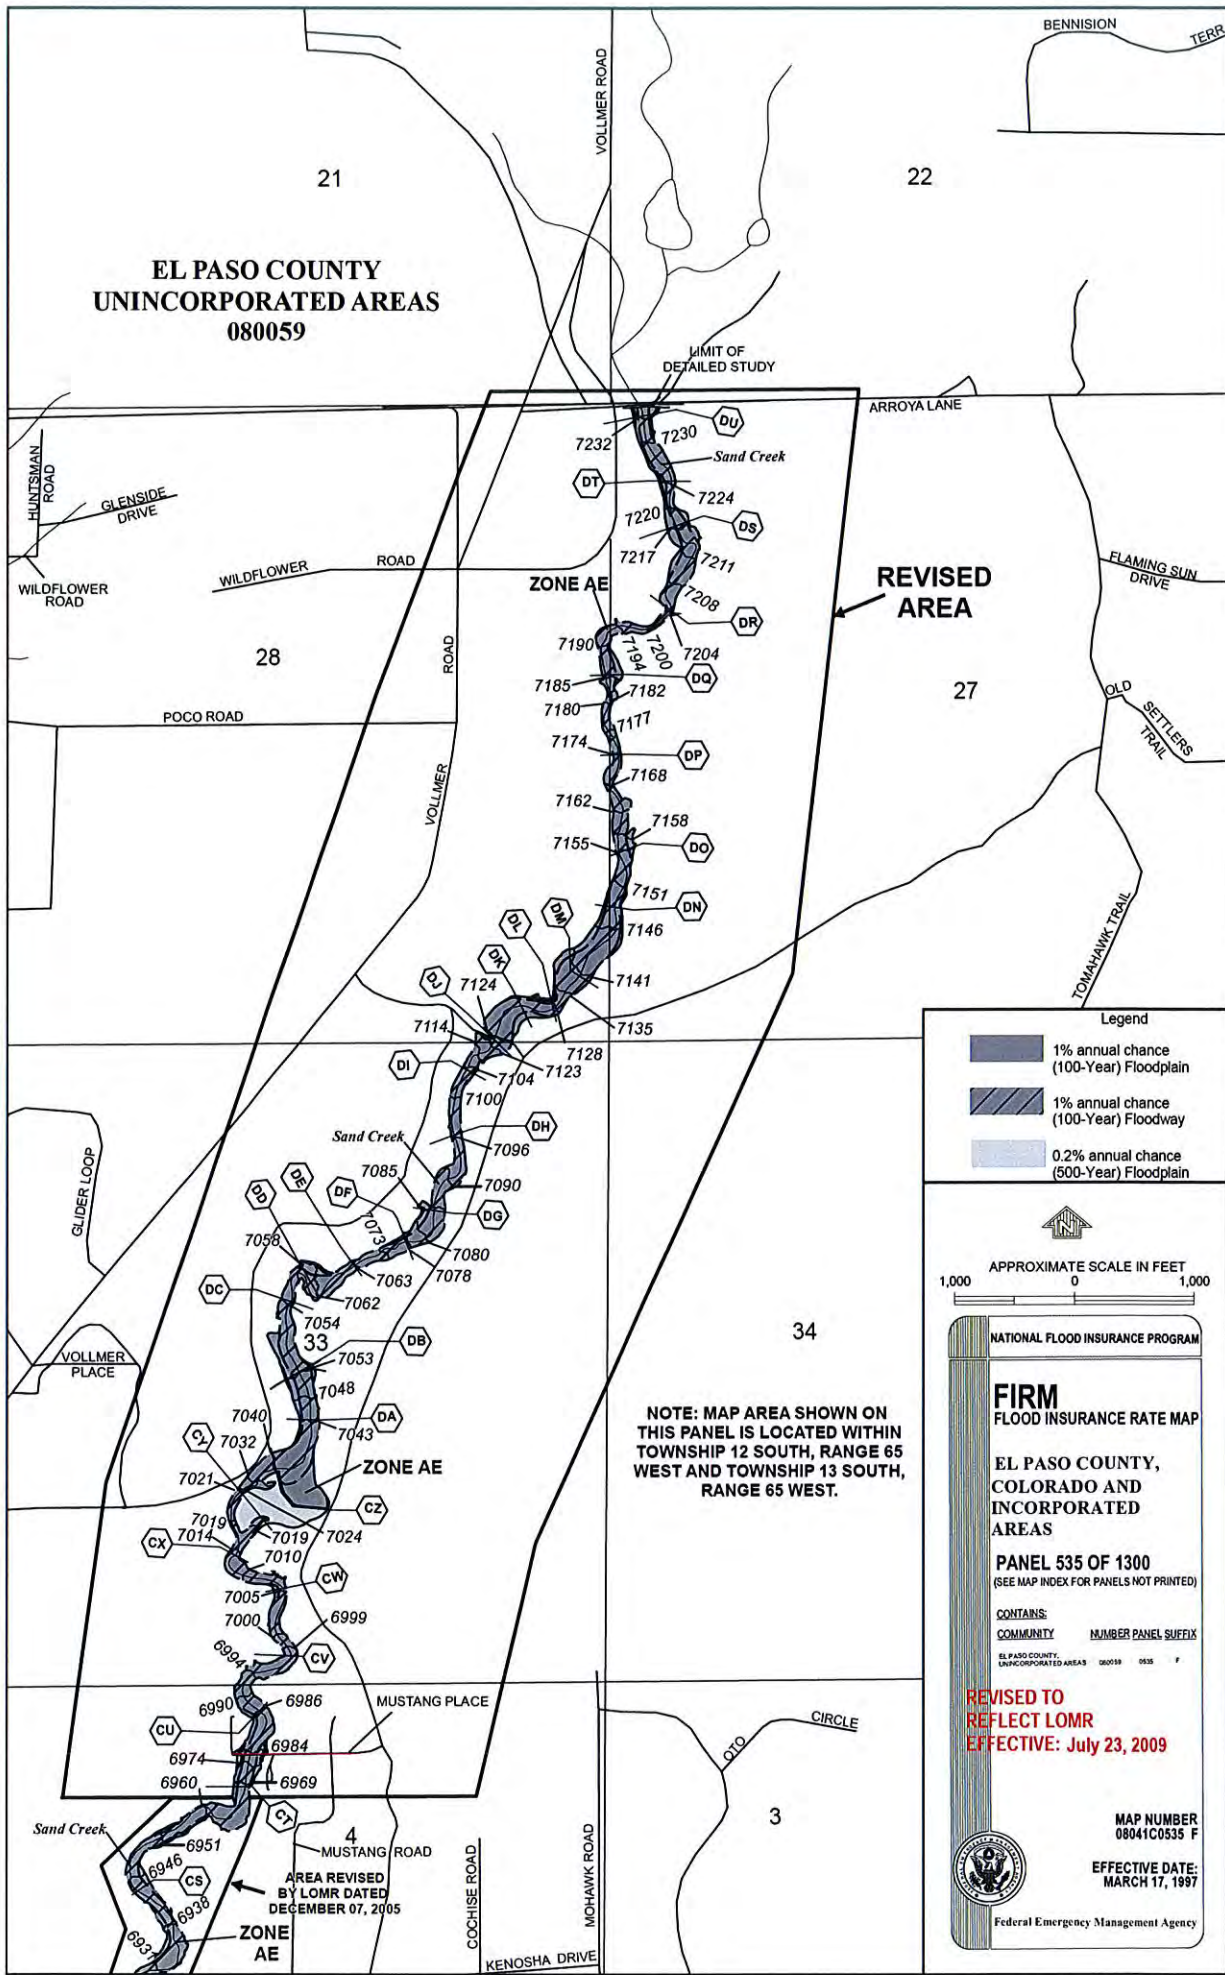 BENNISION
TERR
VOLLMER ROAD
21
22
EL PASO COUNTY
UNINCORPORATED AREAS
080059
LIMIT OF
DETAILED STUDY
ARROYA LANE
DU
7232
7230
Sand Creek
HUNTSMAN
ROAD
GLENSIDE
DRIVE
DT
7224
7220
DS
7217
7211
WILDFLOWER
ROAD
WILDFLOWER
ROAD
ZONE AE
REVISED
AREA
FLAMING SUN
DRIVE
7208
DR
7190
7194
7200
7204
28
ROAD
27
7185
DQ
7182
7180
OLD
SETTLERS
TRAIL
POCO ROAD
7177
7174
DP
7168
VOLLMER
7162
7158
7155
DO
7151
DN
7146
DM
DL
DK
7141
TOMAHAWK TRAIL
DJ
7124
7135
7114
7128
7123
DI
7104
7100
DH
7096
Sand Creek
7085
7090
GLIDER LOOP
DE
DF
DD
DG
7073
7058
7080
7063
7078
DC
7062
7054
33
34
DB
7053
VOLLMER
PLACE
7048
7040
DA
7043
CY
7032
ZONE AE
7021
CZ
7019
7019
7024
7014
CX
7010
CW
7005
7000
6999
6994
CV
NOTE: MAP AREA SHOWN ON
THIS PANEL IS LOCATED WITHIN
TOWNSHIP 12 SOUTH, RANGE 65
WEST AND TOWNSHIP 13 SOUTH,
RANGE 65 WEST.
6990
6986
MUSTANG PLACE
CU
6984
6974
6960
6969
CT
OTO
CIRCLE
3
4
Sand Creek
6951
MUSTANG ROAD
6946
CS
AREA REVISED
BY LOMR DATED
DECEMBER 07, 2005
6938
6931
ZONE
AE
COCHISE ROAD
MOHAWK ROAD
KENOSHA DRIVE
Legend
1% annual chance
(100-Year) Floodplain
1% annual chance
(100-Year) Floodway
0.2% annual chance
(500-Year) Floodplain
N
APPROXIMATE SCALE IN FEET
1,000 0 1,000
NATIONAL FLOOD INSURANCE PROGRAM
FIRM
FLOOD INSURANCE RATE MAP
EL PASO COUNTY,
COLORADO AND
INCORPORATED
AREAS
PANEL 535 OF 1300
(SEE MAP INDEX FOR PANELS NOT PRINTED)
CONTAINS:
COMMUNITY NUMBER PANEL SUFFIX
EL PASO COUNTY,
UNINCORPORATED AREAS 080059 0535 F
REVISED TO
REFLECT LOMR
EFFECTIVE: July 23, 2009
MAP NUMBER
08041C0535 F
EFFECTIVE DATE:
MARCH 17, 1997
Federal Emergency Management Agency